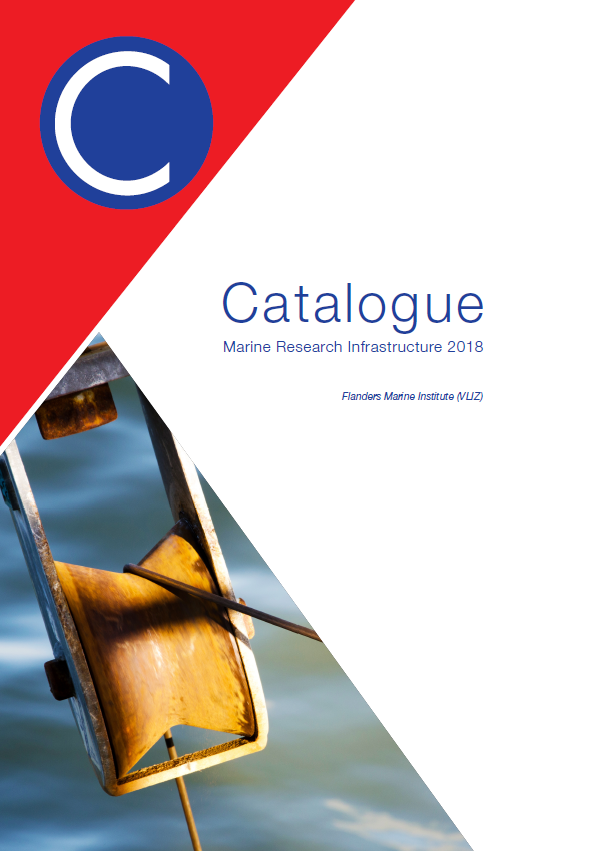 C
Catalogue
Marine Research Infrastructure 2018
Flanders Marine Institute (VLIZ)